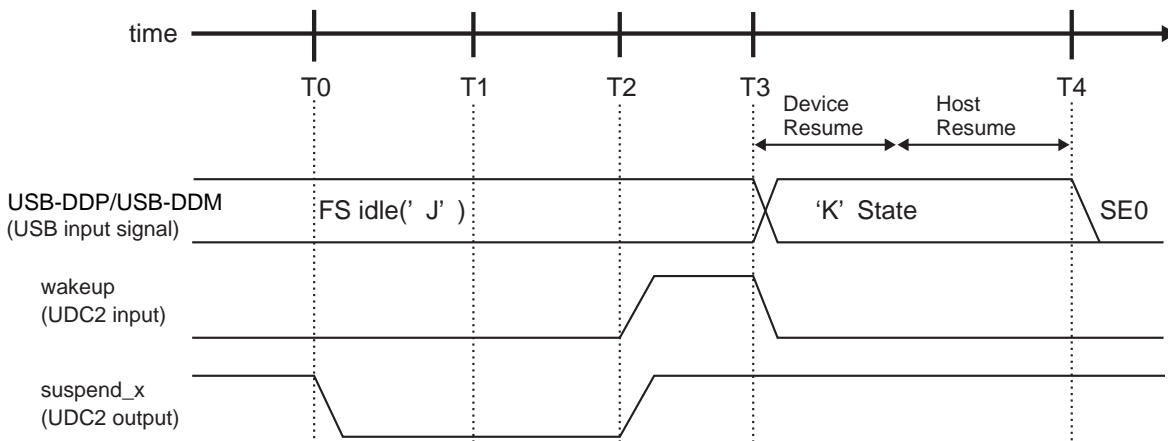 time
T0 T1 T2 T3 T4
Device Host
Resume Resume
USB-DDP/USB-DDM
(USB input signal)
FS idle(' J' ) ‘K’ State SE0
wakeup
(UDC2 input)
suspend_x
(UDC2 output)